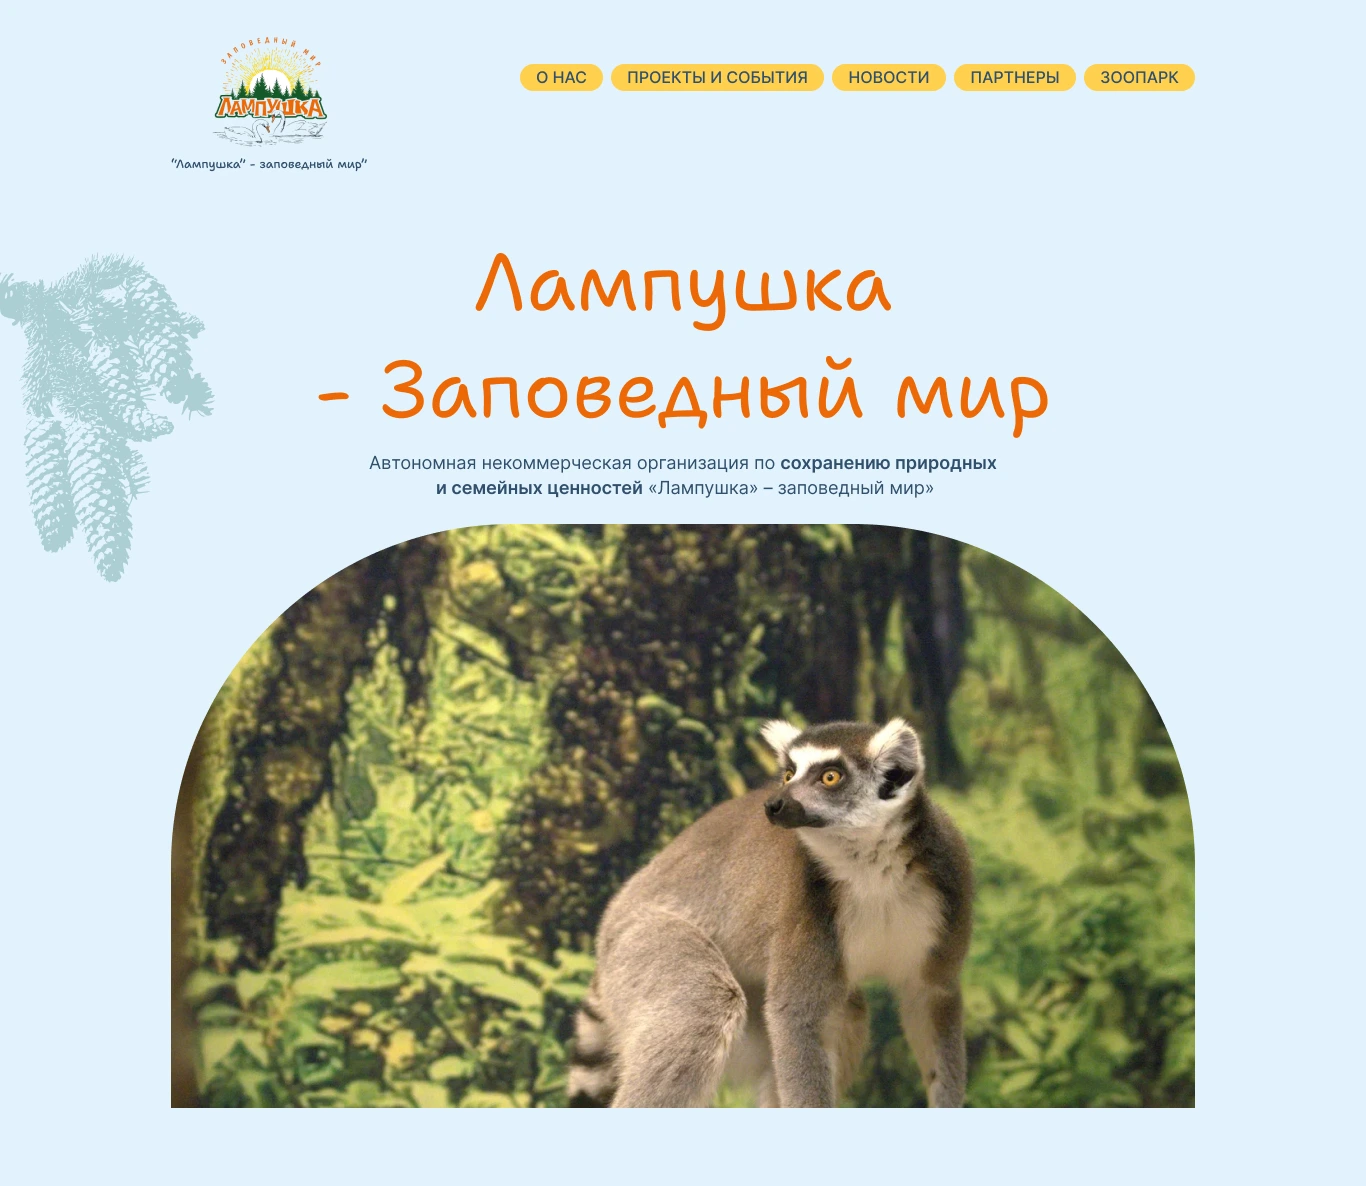 ЗАПОВЕДНЫЙ МИР
ЛАМПУШКА
“Лампушка” - заповедный мир”
О НАС
ПРОЕКТЫ И СОБЫТИЯ
НОВОСТИ
ПАРТНЕРЫ
ЗООПАРК
Лампушка
- Заповедный мир
Автономная некоммерческая организация по сохранению природных
и семейных ценностей «Лампушка» – заповедный мир»